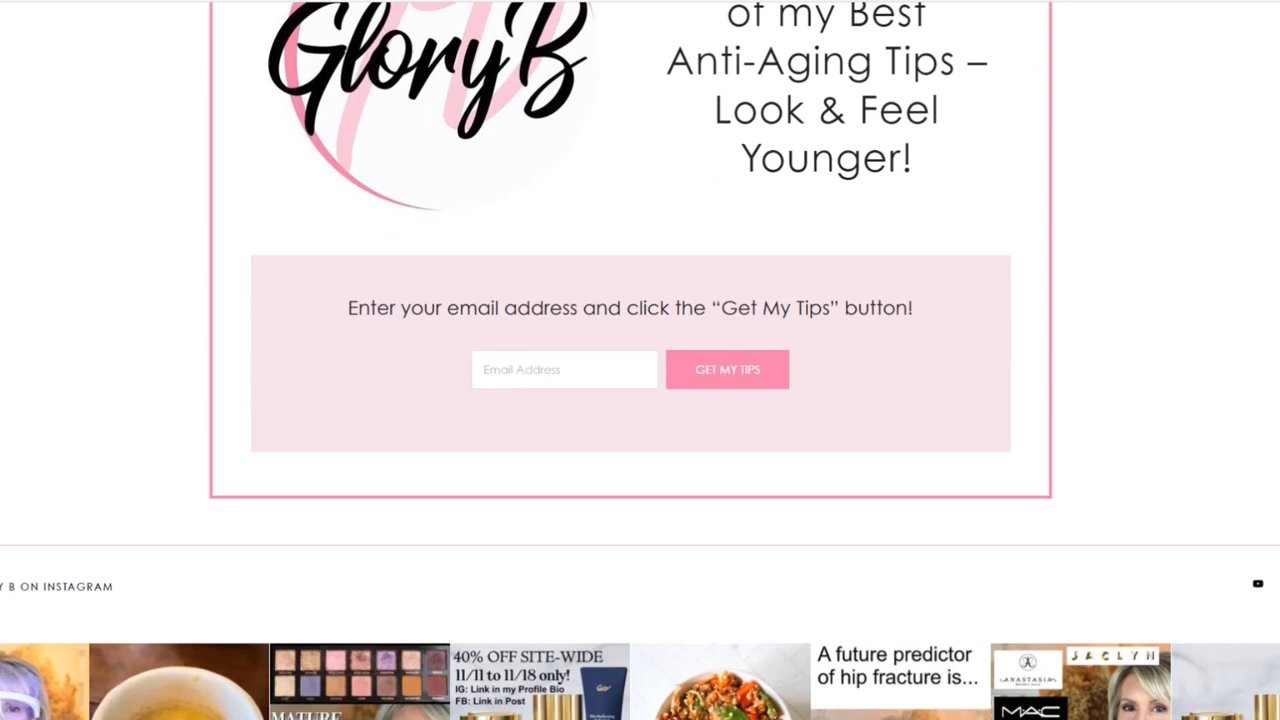 GloryB
of my Best
Anti-Aging Tips –
Look & Feel
Younger!
Enter your email address and click the “Get My Tips” button!
Email Address
GET MY TIPS
Y B ON INSTAGRAM
40% OFF SITE-WIDE
11/11 to 11/18 only!
IG: Link in my Profile Bio
FB: Link in Post
A future predictor
of hip fracture is...
JACLYN
ANASTASIA
MAC
MATURE